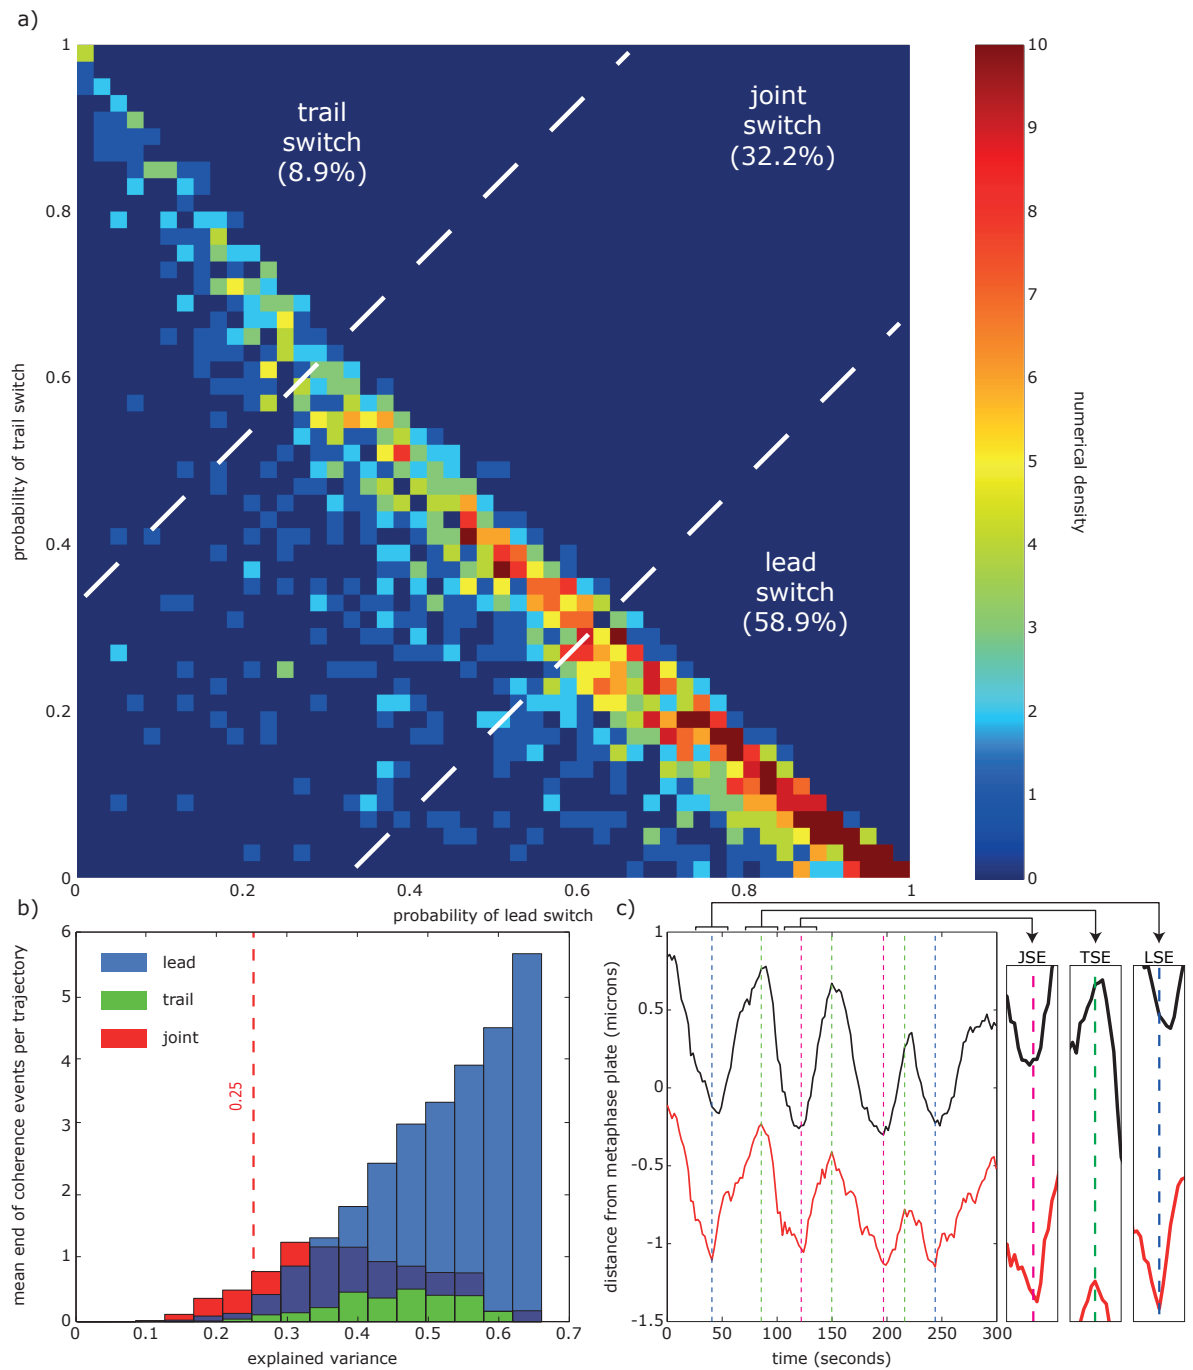 a)
1
0.8
0.6
0.4
0.2
0
probability of trail switch
trail
switch
(8.9%)
joint
switch
(32.2%)
lead
switch
(58.9%)
0
0.2
0.4
0.6
0.8
1
probability of lead switch
10
9
8
7
6
5
4
3
2
1
0
numerical density
b)
6
5
4
3
2
1
0
mean end of coherence events per trajectory
lead
trail
joint
0.25
0
0.1
0.2
0.3
0.4
0.5
0.6
0.7
explained variance
c)
1
0.5
0
-0.5
-1
-1.5
distance from metaphase plate (microns)
0
50
100
150
200
250
300
time (seconds)
JSE
TSE
LSE